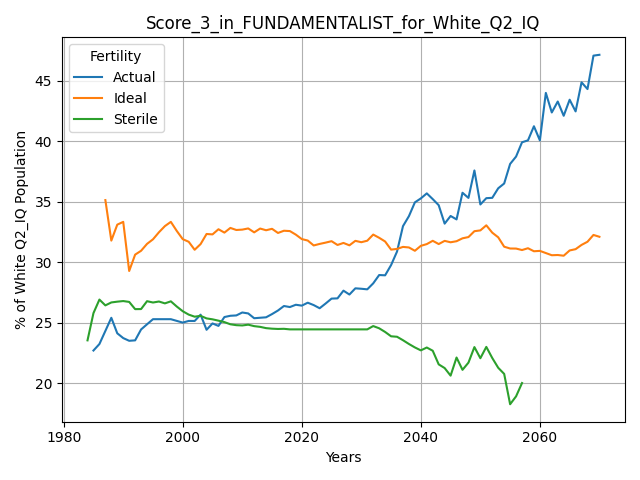 Score_3_in_FUNDAMENTALIST_for_White_Q2_IQ
Fertility
Actual
Ideal
Sterile
% of White Q2_IQ Population
45
40
35
30
25
20
1980
2000
2020
2040
2060
Years